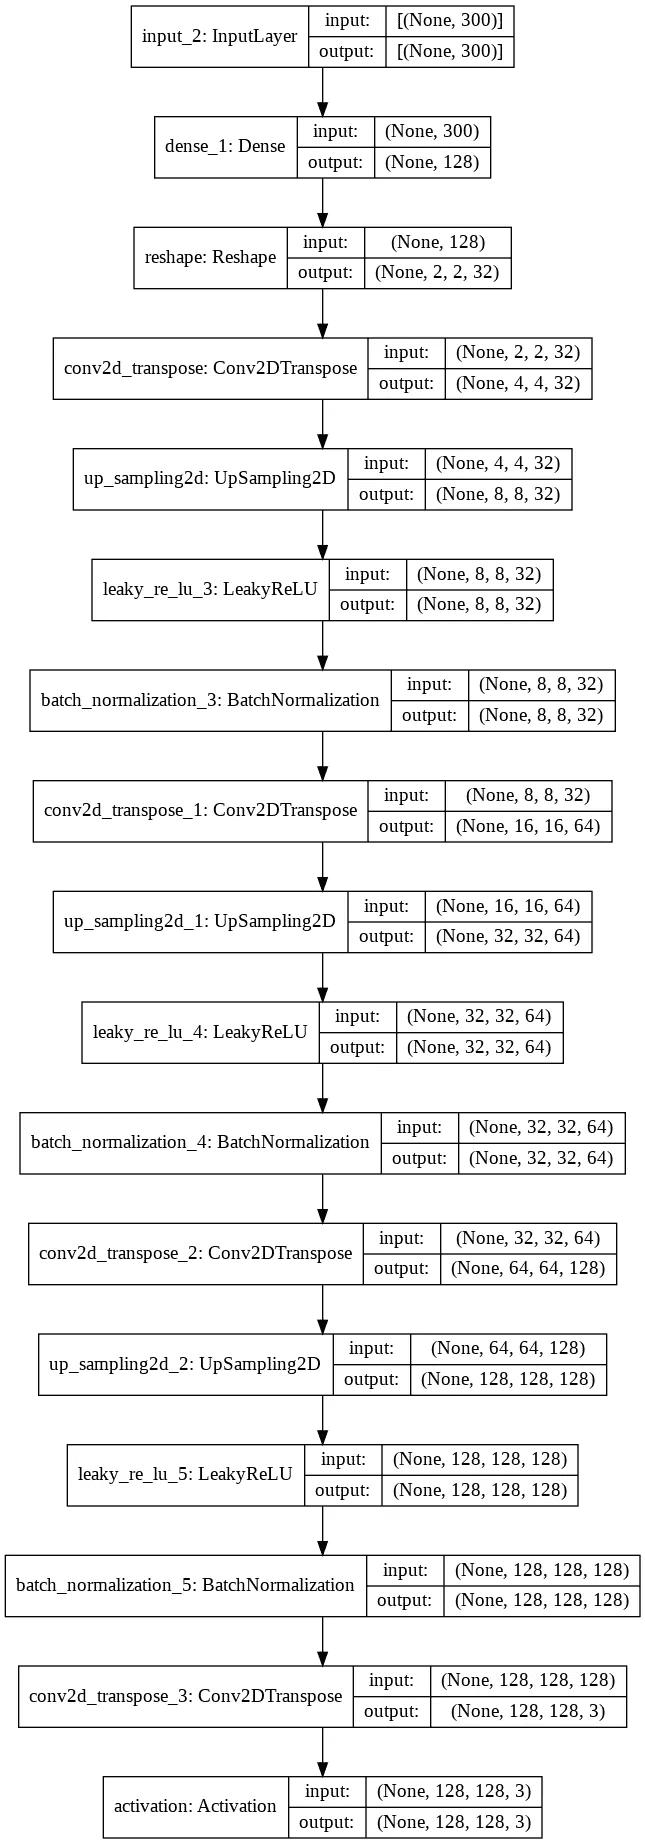 input_2: InputLayer
input:
[(None, 300)]
output:
[(None, 300)]
dense_1: Dense
input:
(None, 300)
output:
(None, 128)
reshape: Reshape
input:
(None, 128)
output:
(None, 2, 2, 32)
conv2d_transpose: Conv2DTranspose
input:
(None, 2, 2, 32)
output:
(None, 4, 4, 32)
up_sampling2d: UpSampling2D
input:
(None, 4, 4, 32)
output:
(None, 8, 8, 32)
leaky_re_lu_3: LeakyReLU
input:
(None, 8, 8, 32)
output:
(None, 8, 8, 32)
batch_normalization_3: BatchNormalization
input:
(None, 8, 8, 32)
output:
(None, 8, 8, 32)
conv2d_transpose_1: Conv2DTranspose
input:
(None, 8, 8, 32)
output:
(None, 16, 16, 64)
up_sampling2d_1: UpSampling2D
input:
(None, 16, 16, 64)
output:
(None, 32, 32, 64)
leaky_re_lu_4: LeakyReLU
input:
(None, 32, 32, 64)
output:
(None, 32, 32, 64)
batch_normalization_4: BatchNormalization
input:
(None, 32, 32, 64)
output:
(None, 32, 32, 64)
conv2d_transpose_2: Conv2DTranspose
input:
(None, 32, 32, 64)
output:
(None, 64, 64, 128)
up_sampling2d_2: UpSampling2D
input:
(None, 64, 64, 128)
output:
(None, 128, 128, 128)
leaky_re_lu_5: LeakyReLU
input:
(None, 128, 128, 128)
output:
(None, 128, 128, 128)
batch_normalization_5: BatchNormalization
input:
(None, 128, 128, 128)
output:
(None, 128, 128, 128)
conv2d_transpose_3: Conv2DTranspose
input:
(None, 128, 128, 128)
output:
(None, 128, 128, 3)
activation: Activation
input:
(None, 128, 128, 3)
output:
(None, 128, 128, 3)